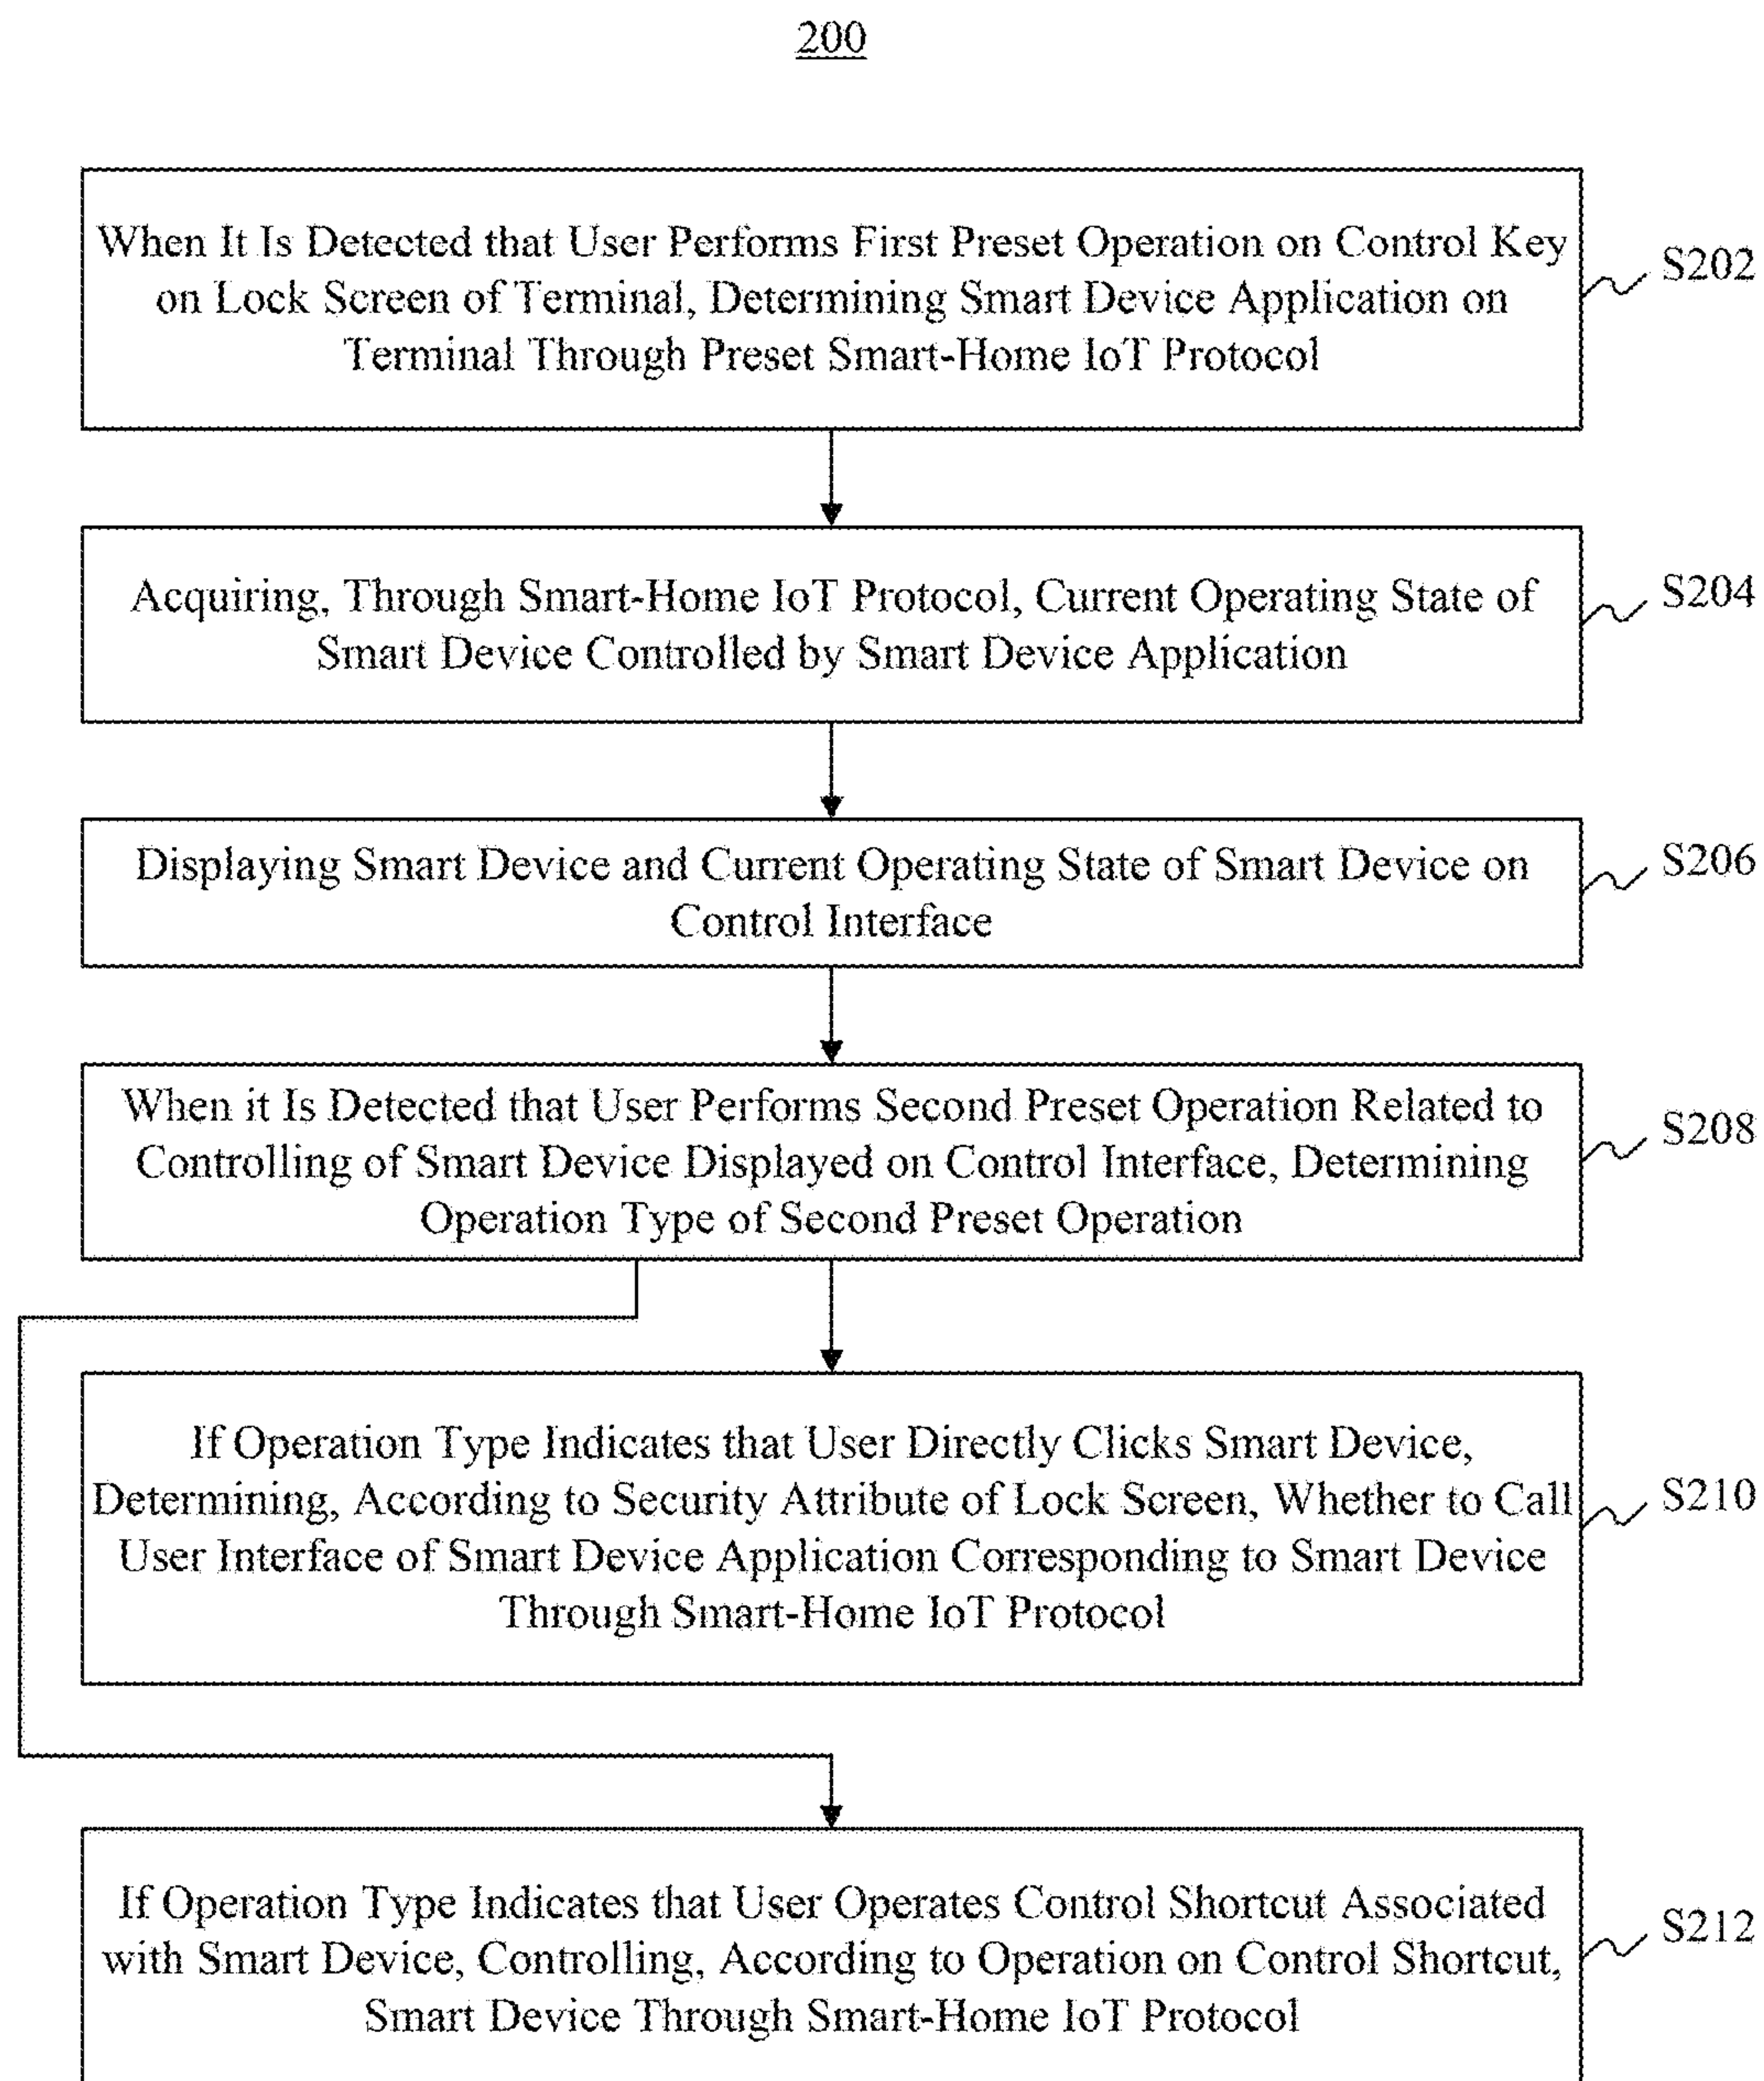 200
When It Is Detected that User Performs First Preset Operation on Control Key
on Lock Screen of Terminal, Determining Smart Device Application on
Terminal Through Preset Smart-Home IoT Protocol
S202
Acquiring, Through Smart-Home IoT Protocol, Current Operating State of
Smart Device Controlled by Smart Device Application
S204
Displaying Smart Device and Current Operating State of Smart Device on
Control Interface
S206
When it Is Detected that User Performs Second Preset Operation Related to
Controlling of Smart Device Displayed on Control Interface, Determining
Operation Type of Second Preset Operation
S208
If Operation Type Indicates that User Directly Clicks Smart Device,
Determining, According to Security Attribute of Lock Screen, Whether to Call
User Interface of Smart Device Application Corresponding to Smart Device
Through Smart-Home IoT Protocol
S210
If Operation Type Indicates that User Operates Control Shortcut Associated
with Smart Device, Controlling, According to Operation on Control Shortcut,
Smart Device Through Smart-Home IoT Protocol
S212